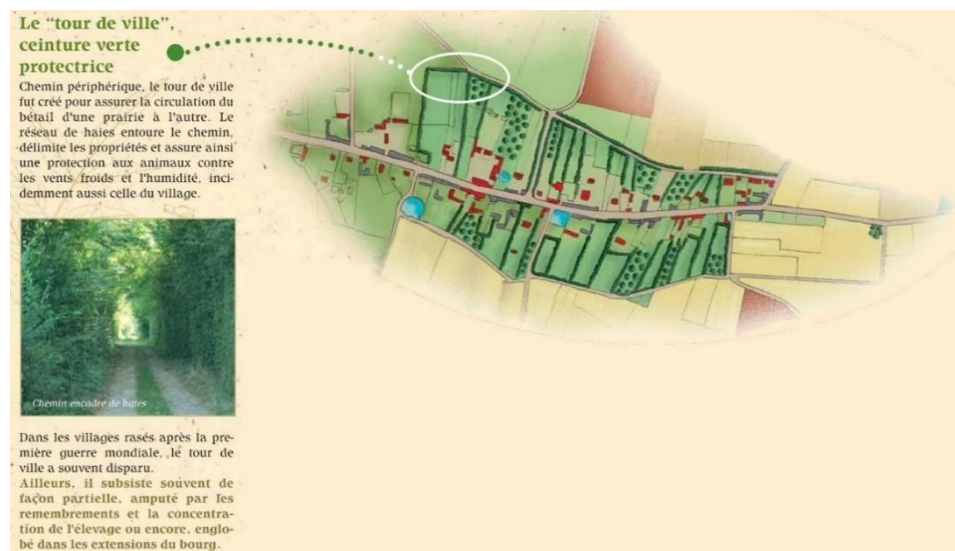 Le “tour de ville”,
ceinture verte
protectrice
Chemin périphérique, le tour de ville
fut créé pour assurer la circulation du
bétail d'une prairie à l'autre. Le
réseau de haies entoure le chemin,
délimite les propriétés et assure ainsi
une protection aux animaux contre
les vents froids et l'humidité, inci-
demment aussi celle du village.
Chemin encadré de haies
Dans les villages rasés après la pre-
mière guerre mondiale, le tour de
ville a souvent disparu.
Ailleurs, il subsiste souvent de
façon partielle, amputé par les
remembrements et la concentra-
tion de l'élevage ou encore, englo-
bé dans les extensions du bourg.